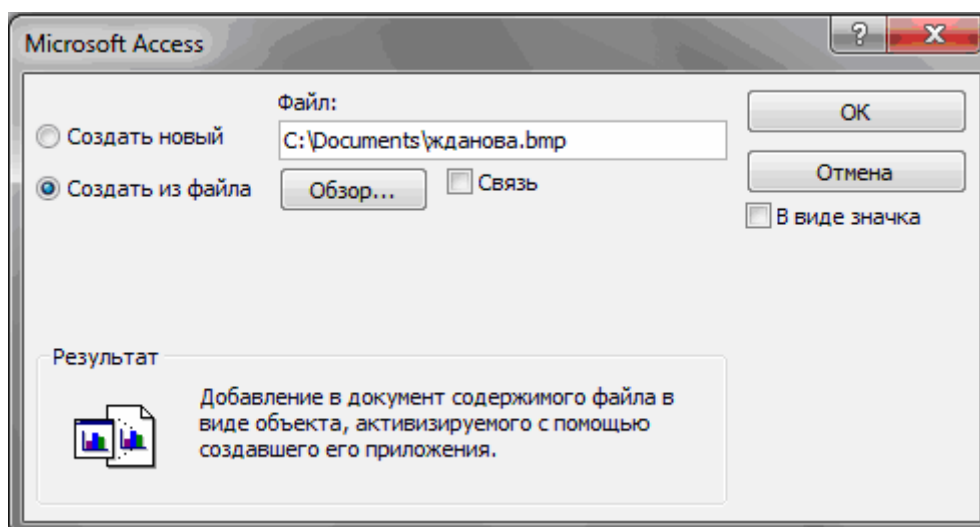 Microsoft Access
?
X
Файл:
Создать новый
C:\Documents\жданова.bmp
OK
Создать из файла
Обзор...
Связь
Отмена
В виде значка
Результат
Добавление в документ содержимого файла в
виде объекта, активизируемого с помощью
создавшего его приложения.